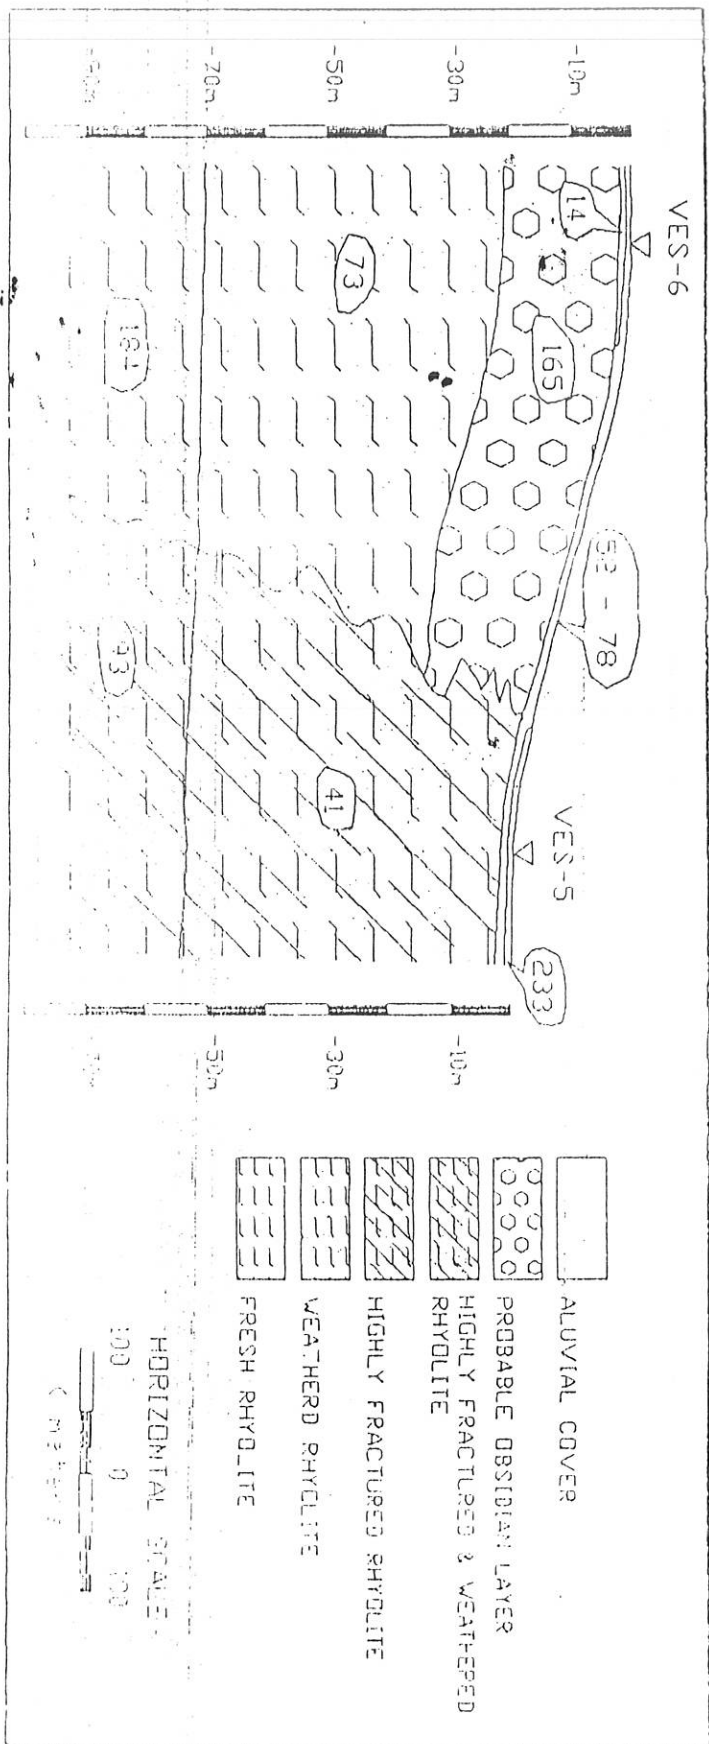 VES-6
VES-5
14
165
52 - 78
233
73
41
184
93
-10m
-30m
-50m
-70m
-90m
-10m
-30m
-50m
ALUVIAL COVER
PROBABLE OBSIDIAN LAYER
HIGHLY FRACTURED & WEATHERED
RHYOLITE
HIGHLY FRACTURED RHYOLITE
WEATHERD RHYOLITE
FRESH RHYOLITE
HORIZONTAL SCALE
100 0 100